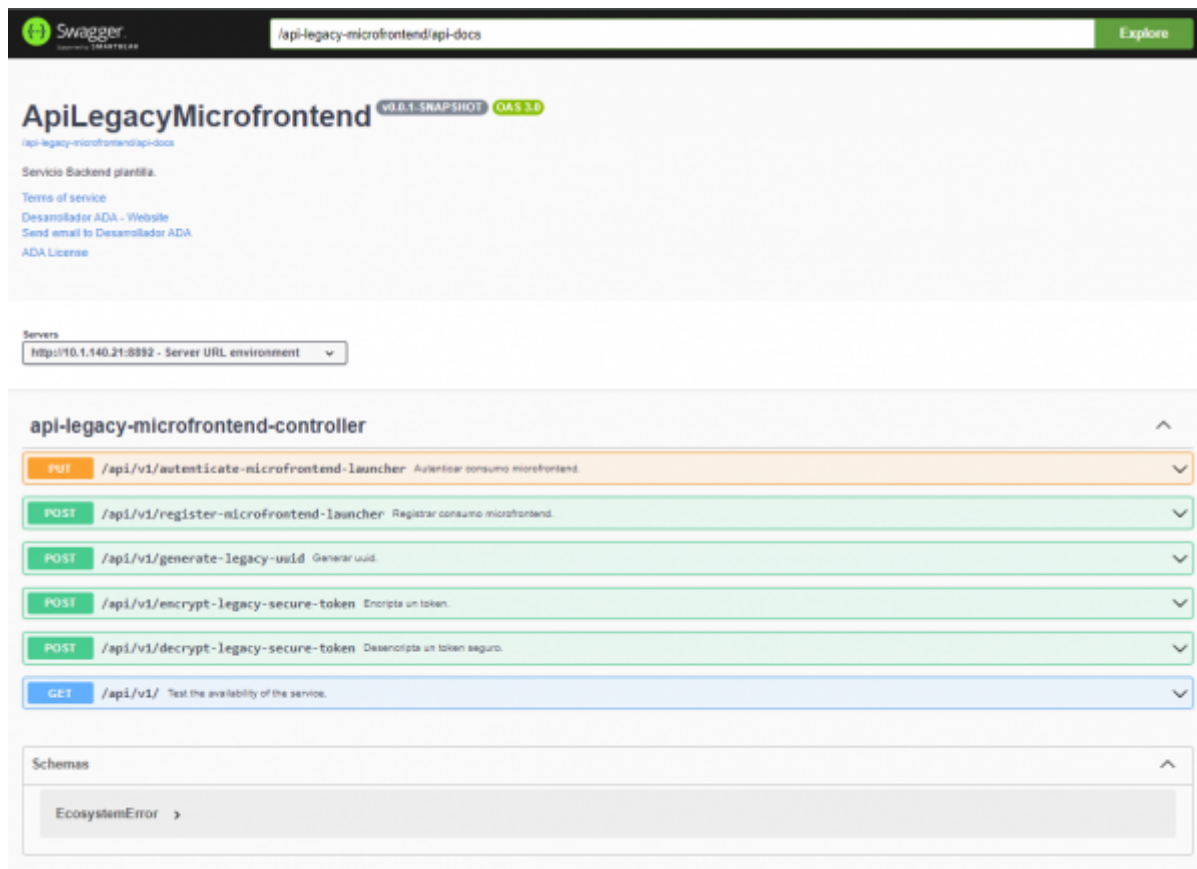 Swagger.
Supported by SMARTBEAR
/api-legacy-microfrontend/api-docs
Explore
ApiLegacyMicrofrontend v0.0.1-SNAPSHOT OAS 3.0
/api-legacy-microfrontend/api-docs
Servicio Backend plantilla.
Terms of service
Desarrollador ADA - Website
Send email to Desarrollador ADA
ADA License
Servers
http://10.1.140.21:8892 - Server URL environment
api-legacy-microfrontend-controller
PUT /api/v1/autenticate-microfrontend-launcher Autenticar consumo microfrontend.
POST /api/v1/register-microfrontend-launcher Registrar consumo microfrontend.
POST /api/v1/generate-legacy-uuid Generar uuid.
POST /api/v1/encrypt-legacy-secure-token Encripta un token.
POST /api/v1/decrypt-legacy-secure-token Desencripta un token seguro.
GET /api/v1/ Test the availability of the service.
Schemas
EcosystemError